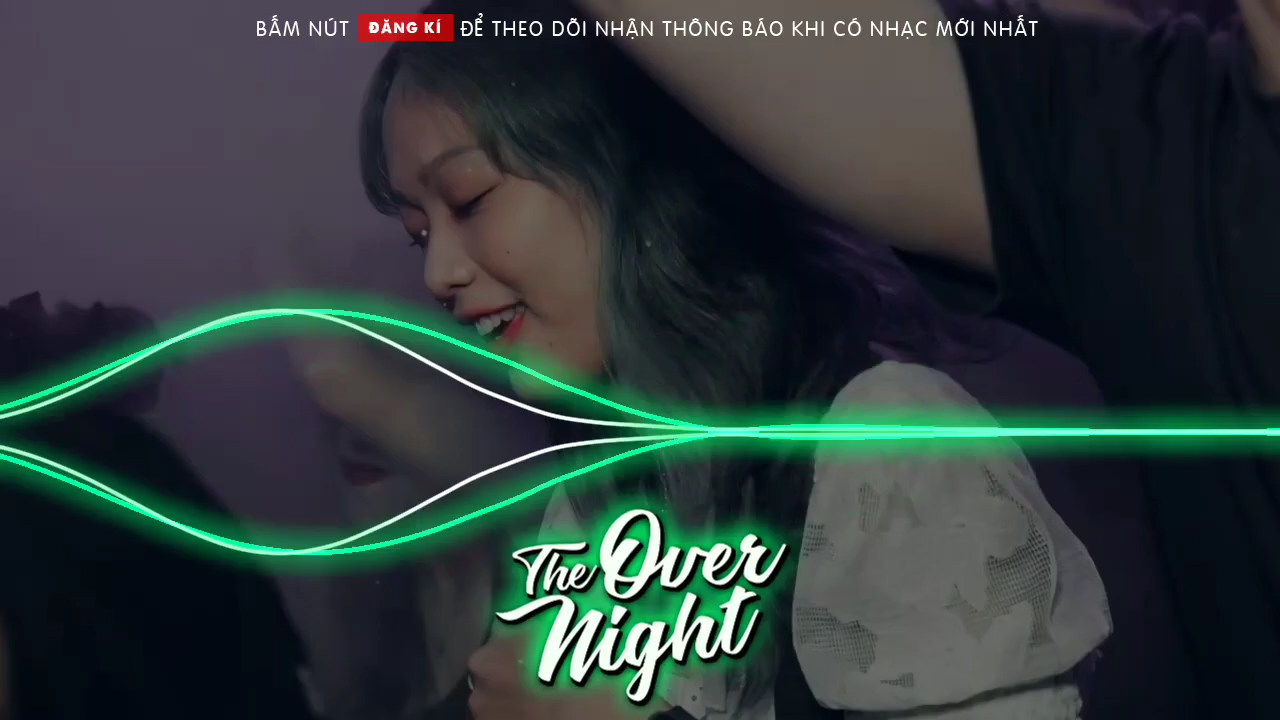 BẤM NÚT ĐĂNG KÍ ĐỂ THEO DÕI NHẬN THÔNG BÁO KHI CÓ NHẠC MỚI NHẤT
The Over
Night